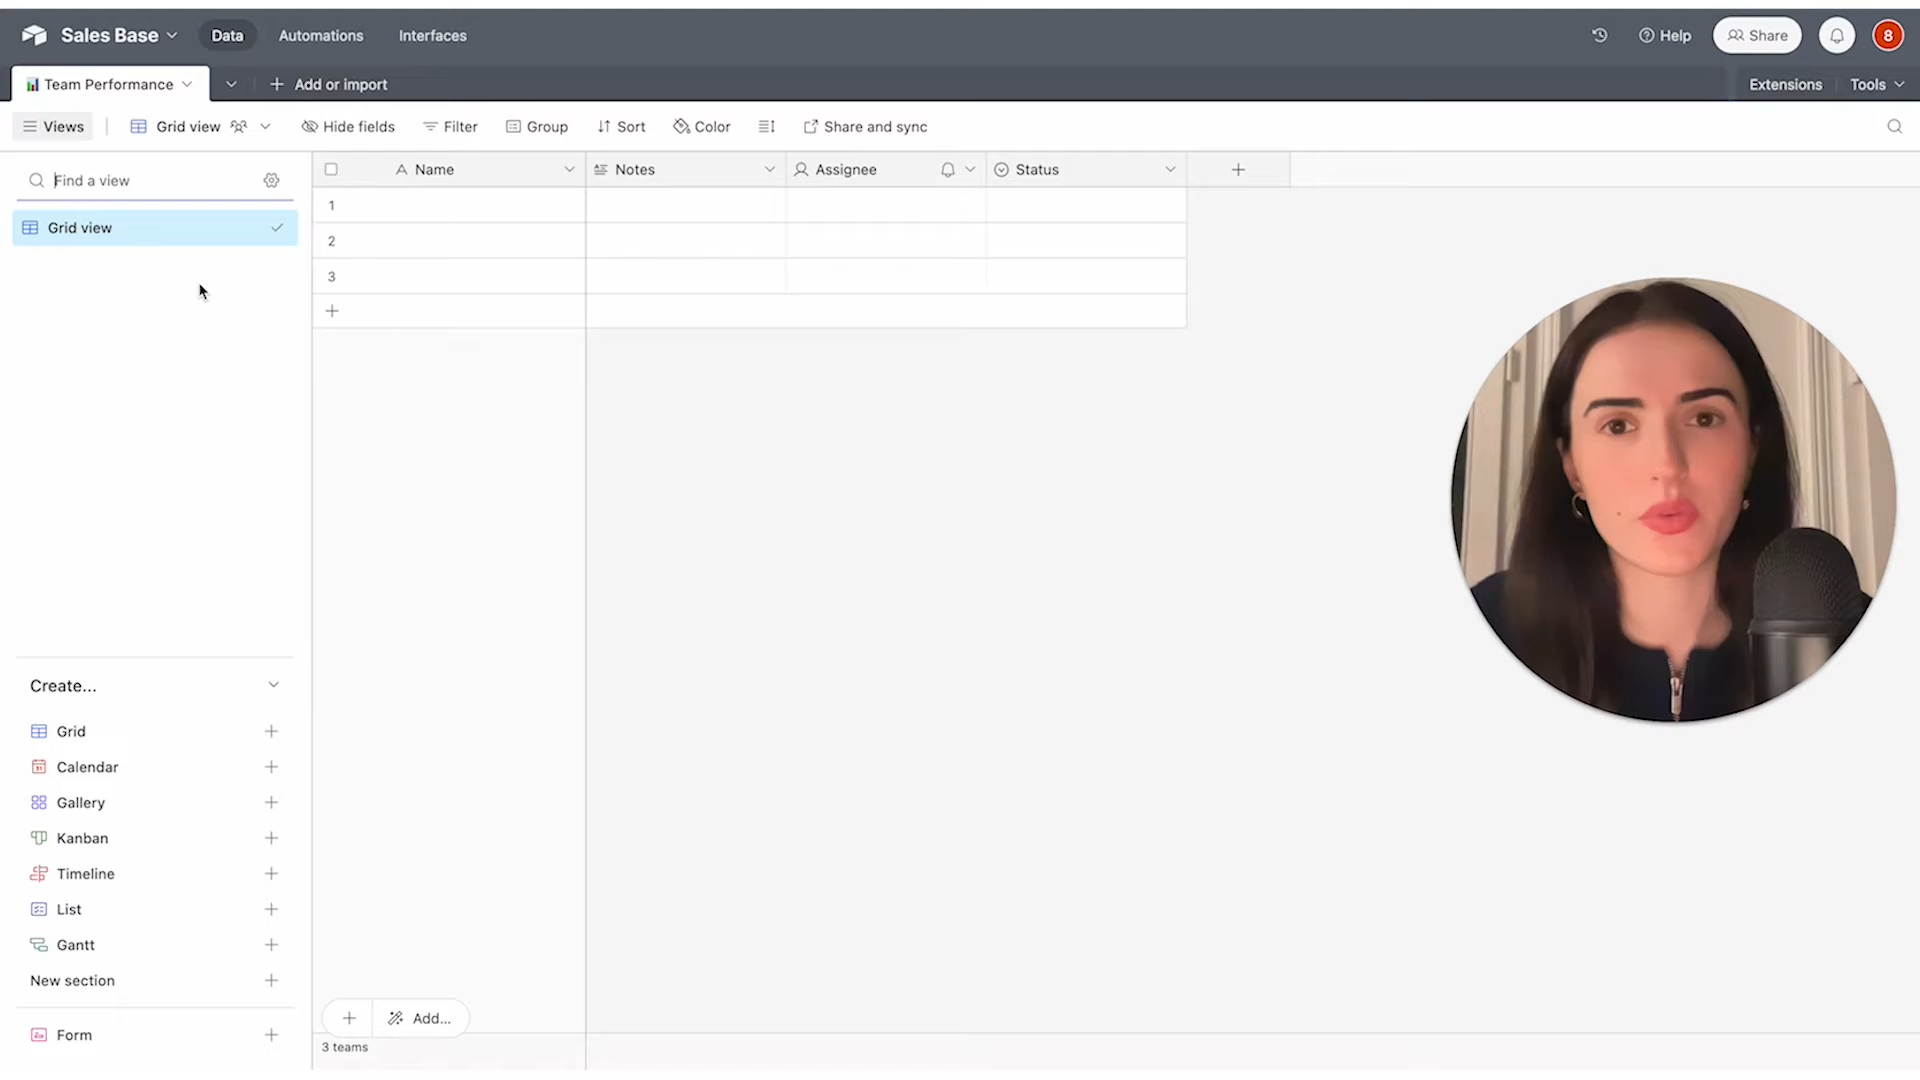 Sales Base
Data
Automations
Interfaces
Help
Share
8
Team Performance
Add or import
Extensions
Tools
Views
Grid view
Hide fields
Filter
Group
Sort
Color
Share and sync
Find a view
Grid view
Name
Notes
Assignee
Status
1
2
3
Create...
Grid
Calendar
Gallery
Kanban
Timeline
List
Gantt
New section
Form
Add...
3 teams